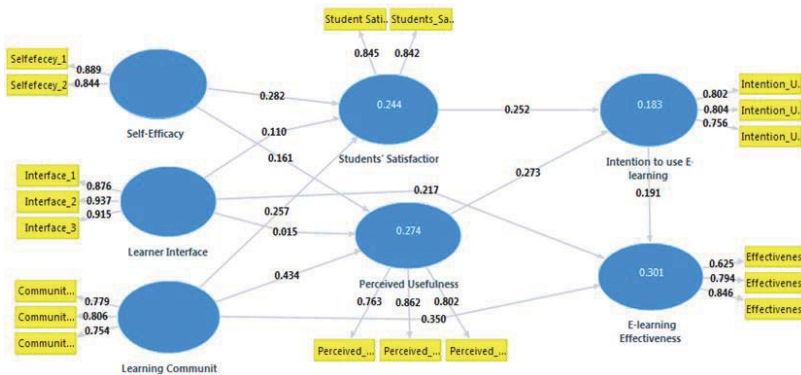 Student Sati..
Students_Sa...
0.845
0.842
Selfefecey_1
0.889
Selfefecey_2
0.844
Self-Efficacy
0.282
0.110
0.161
0.244
Students' Satisfactior
0.252
0.183
Intention to use E-
learning
0.802
0.804
0.756
Intention_U...
Intention_U...
Intention_U...
Interface_1
0.876
Interface_2
0.937
Interface_3
0.915
Learner Interface
0.257
0.015
0.217
0.273
0.191
0.274
Perceived Usefulness
0.434
0.763
0.862
0.802
0.350
Communit...
0.779
Communit...
0.806
Communit...
0.754
Learning Communit
0.301
E-learning
Effectiveness
0.625
0.794
0.846
Effectivenes
Effectivenes
Effectivenes
Perceived_...
Perceived_...
Perceived_...